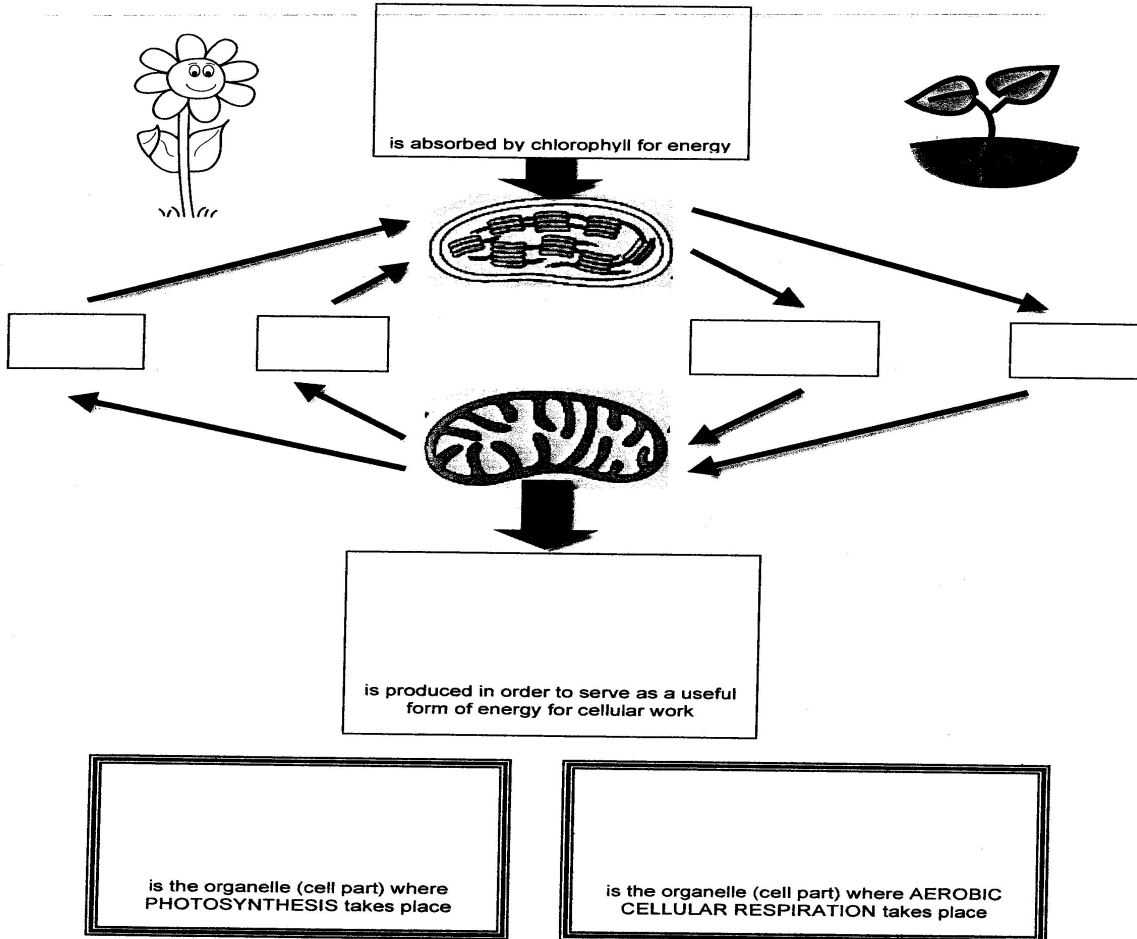 is absorbed by chlorophyll for energy
is produced in order to serve as a useful
form of energy for cellular work
is the organelle (cell part) where
PHOTOSYNTHESIS takes place
is the organelle (cell part) where AEROBIC
CELLULAR RESPIRATION takes place